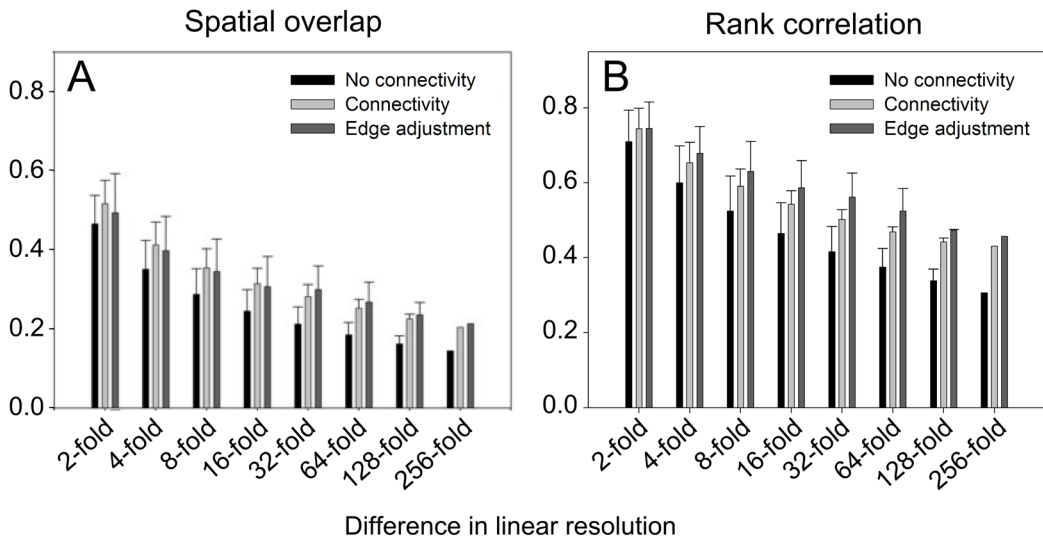 Spatial overlap
A
No connectivity
Connectivity
Edge adjustment
0.8
0.6
0.4
0.2
0.0
2-fold
4-fold
8-fold
16-fold
32-fold
64-fold
128-fold
256-fold
Rank correlation
B
No connectivity
Connectivity
Edge adjustment
0.8
0.6
0.4
0.2
0.0
2-fold
4-fold
8-fold
16-fold
32-fold
64-fold
128-fold
256-fold
Difference in linear resolution